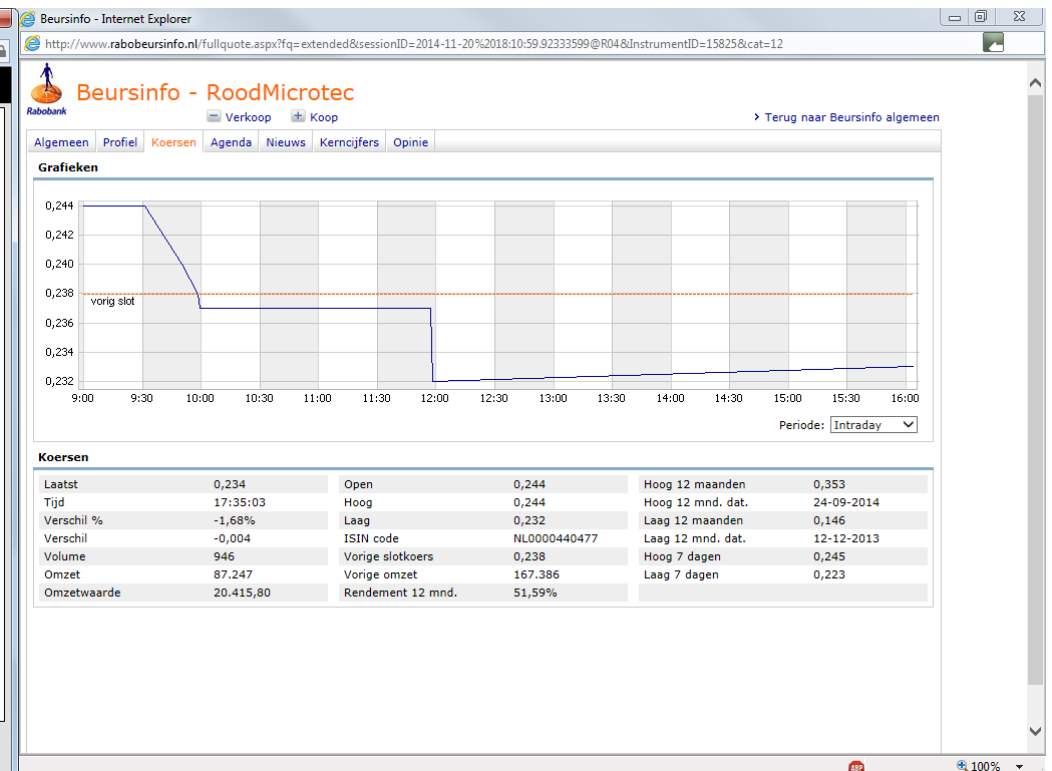 Beursinfo - Internet Explorer
http://www.rabobeursinfo.nl/fullquote.aspx?fq=extended&sessionID=2014-11-20%2018:10:59.92333599@R04&InstrumentID=15825&cat=12
Rabobank
Beursinfo - RoodMicrotec
Verkoop Koop
Terug naar Beursinfo algemeen
Algemeen Profiel Koersen Agenda Nieuws Kerncijfers Opinie
Grafieken
0,244
0,242
0,240
0,238
vorig slot
0,236
0,234
0,232
9:00 9:30 10:00 10:30 11:00 11:30 12:00 12:30 13:00 13:30 14:00 14:30 15:00 15:30 16:00
Periode: Intraday
Koersen
Laatst 0,234 Open 0,244 Hoog 12 maanden 0,353
Tijd 17:35:03 Hoog 0,244 Hoog 12 mnd. dat. 24-09-2014
Verschil % -1,68% Laag 0,232 Laag 12 maanden 0,146
Verschil -0,004 ISIN code NL0000440477 Laag 12 mnd. dat. 12-12-2013
Volume 946 Vorige slotkoers 0,238 Hoog 7 dagen 0,245
Omzet 87.247 Vorige omzet 167.386 Laag 7 dagen 0,223
Omzetwaarde 20.415,80 Rendement 12 mnd. 51,59%
ABP
100%